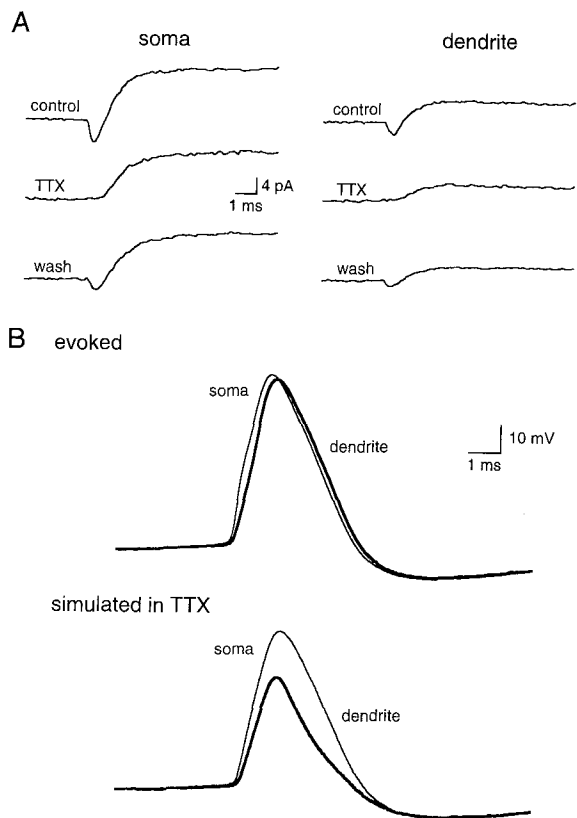 A
soma
dendrite
control
control
TTX
4 pA
1 ms
TTX
wash
wash
B evoked
soma
dendrite
10 mV
1 ms
simulated in TTX
soma
dendrite